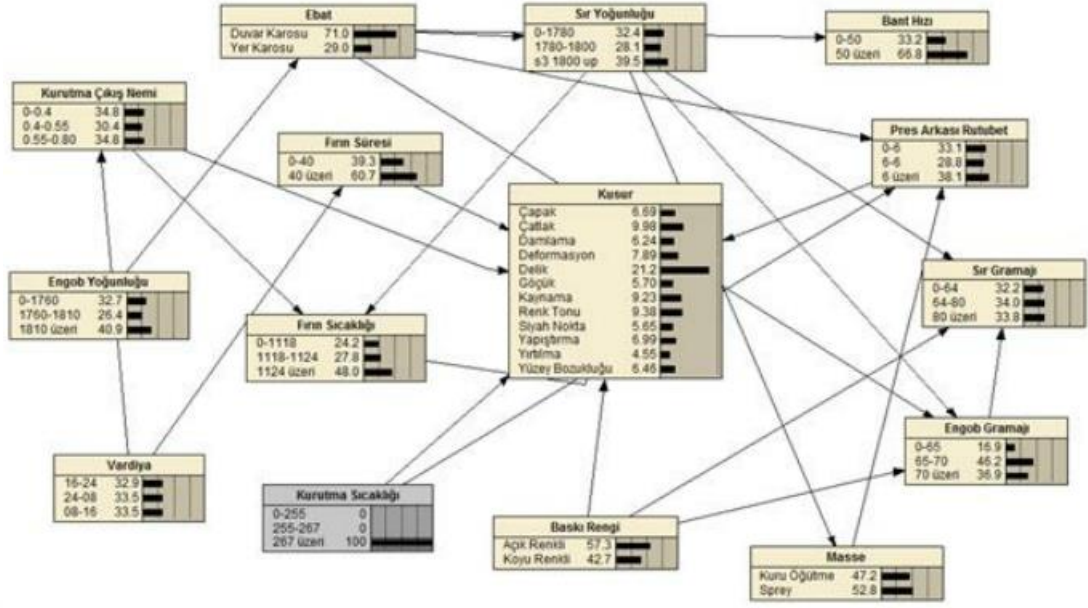 Ebat
Duvar Karosu 71.0
Yer Karosu 29.0
Sır Yoğunluğu
0-1780 32.4
1780-1800 28.1
s3 1800 up 39.5
Bant Hızı
0-50 33.2
50 üzeri 66.8
Kurutma Çıkış Nemi
0-0.4 34.8
0.4-0.55 30.4
0.55-0.80 34.8
Fırın Süresi
0-40 39.3
40 üzeri 60.7
Pres Arkası Rutubet
0-6 33.1
6-6 28.8
6 üzeri 38.1
Kusur
Çapak 6.69
Çatlak 9.98
Damlama 6.24
Deformasyon 7.89
Delik 21.2
Göçük 5.70
Kaynama 9.23
Renk Tonu 9.38
Siyah Nokta 5.65
Yapıştırma 6.99
Yırtılma 4.55
Yüzey Bozukluğu 6.46
Engob Yoğunluğu
0-1760 32.7
1760-1810 26.4
1810 üzeri 40.9
Sır Gramajı
0-64 32.2
64-80 34.0
80 üzeri 33.8
Fırın Sıcaklığı
0-1118 24.2
1118-1124 27.8
1124 üzeri 48.0
Engob Gramajı
0-65 16.9
65-70 46.2
70 üzeri 36.9
Vardiya
16-24 32.9
24-08 33.5
08-16 33.5
Kurutma Sıcaklığı
0-255 0
255-267 0
267 üzeri 100
Baskı Rengi
Açık Renkli 57.3
Koyu Renkli 42.7
Masse
Kuru Öğütme 47.2
Sprey 52.8